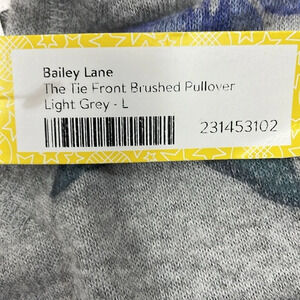 Bailey Lane
The Tie Front Brushed Pullover
Light Grey - L
231453102